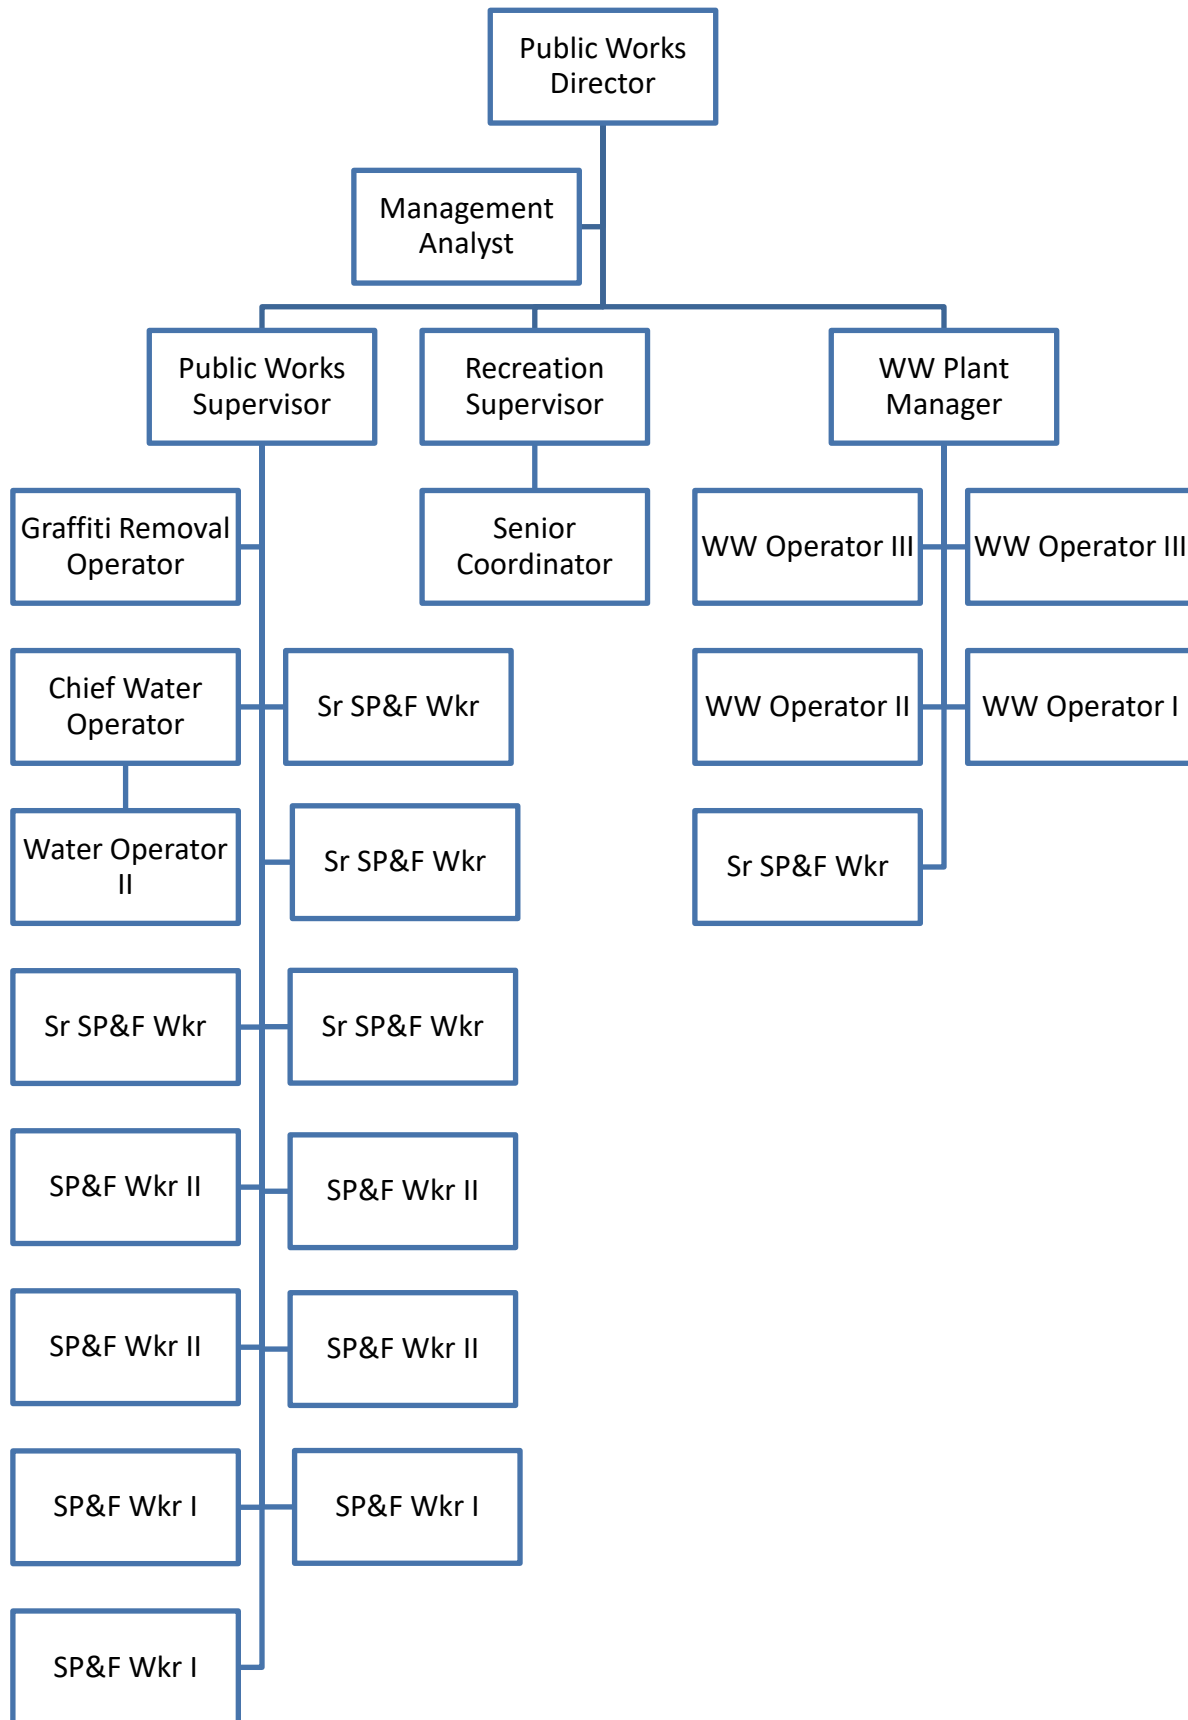 Public Works
Director
Management
Analyst
Public Works
Supervisor
Recreation
Supervisor
WW Plant
Manager
Graffiti Removal
Operator
Senior
Coordinator
WW Operator III
WW Operator III
Chief Water
Operator
Sr SP&F Wkr
WW Operator II
WW Operator I
Water Operator
II
Sr SP&F Wkr
Sr SP&F Wkr
Sr SP&F Wkr
Sr SP&F Wkr
SP&F Wkr II
SP&F Wkr II
SP&F Wkr II
SP&F Wkr II
SP&F Wkr I
SP&F Wkr I
SP&F Wkr I